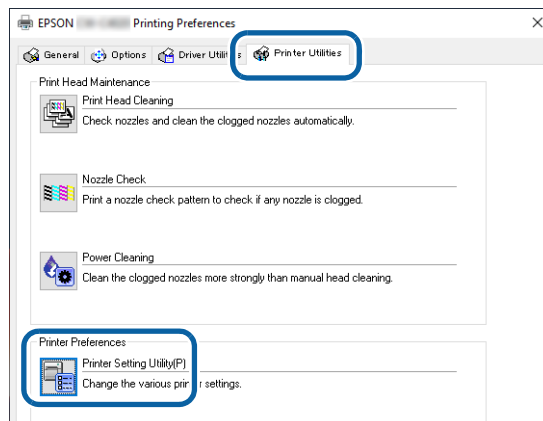 EPSON Printing Preferences
General Options Driver Utilit s Printer Utilities
Print Head Maintenance
Print Head Cleaning
Check nozzles and clean the clogged nozzles automatically.
Nozzle Check
Print a nozzle check pattern to check if any nozzle is clogged.
Power Cleaning
Clean the clogged nozzles more strongly than manual head cleaning.
Printer Preferences
Printer Setting Utility(P)
Change the various prin r settings.